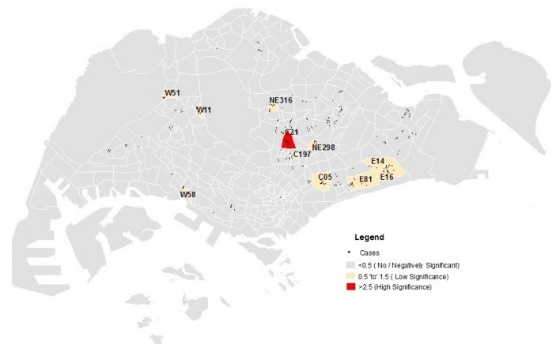 W51
W11
NE316
NE298
C197
E14
C05
E81
E16
W58
Legend
Cases
<0.5 ( No / Negatively Significant)
0.5 to' 1.5 ( Low Significance)
>2.5 (High Significance)